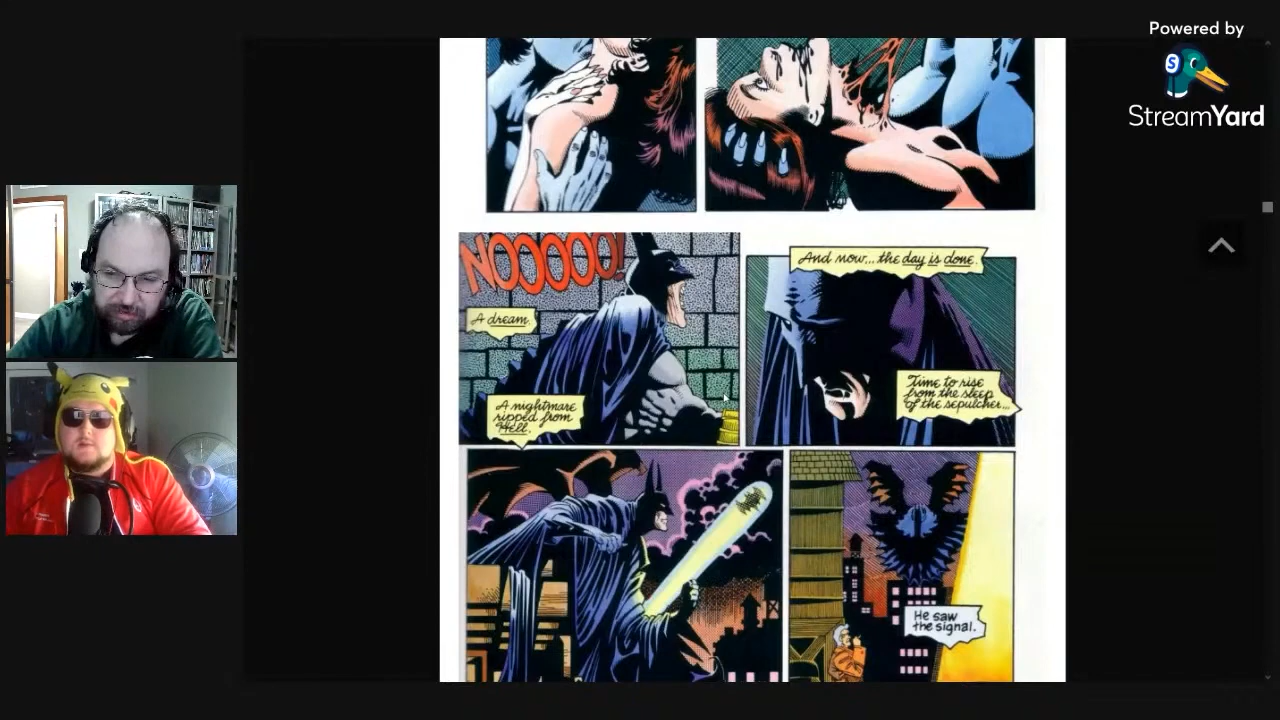 Powered by
StreamYard
NOOOOO!
A dream.
A nightmare
ripped from
Hell.
And now... the day is done.
Time to rise
from the sleep
of the sepulcher...
He saw
the signal.